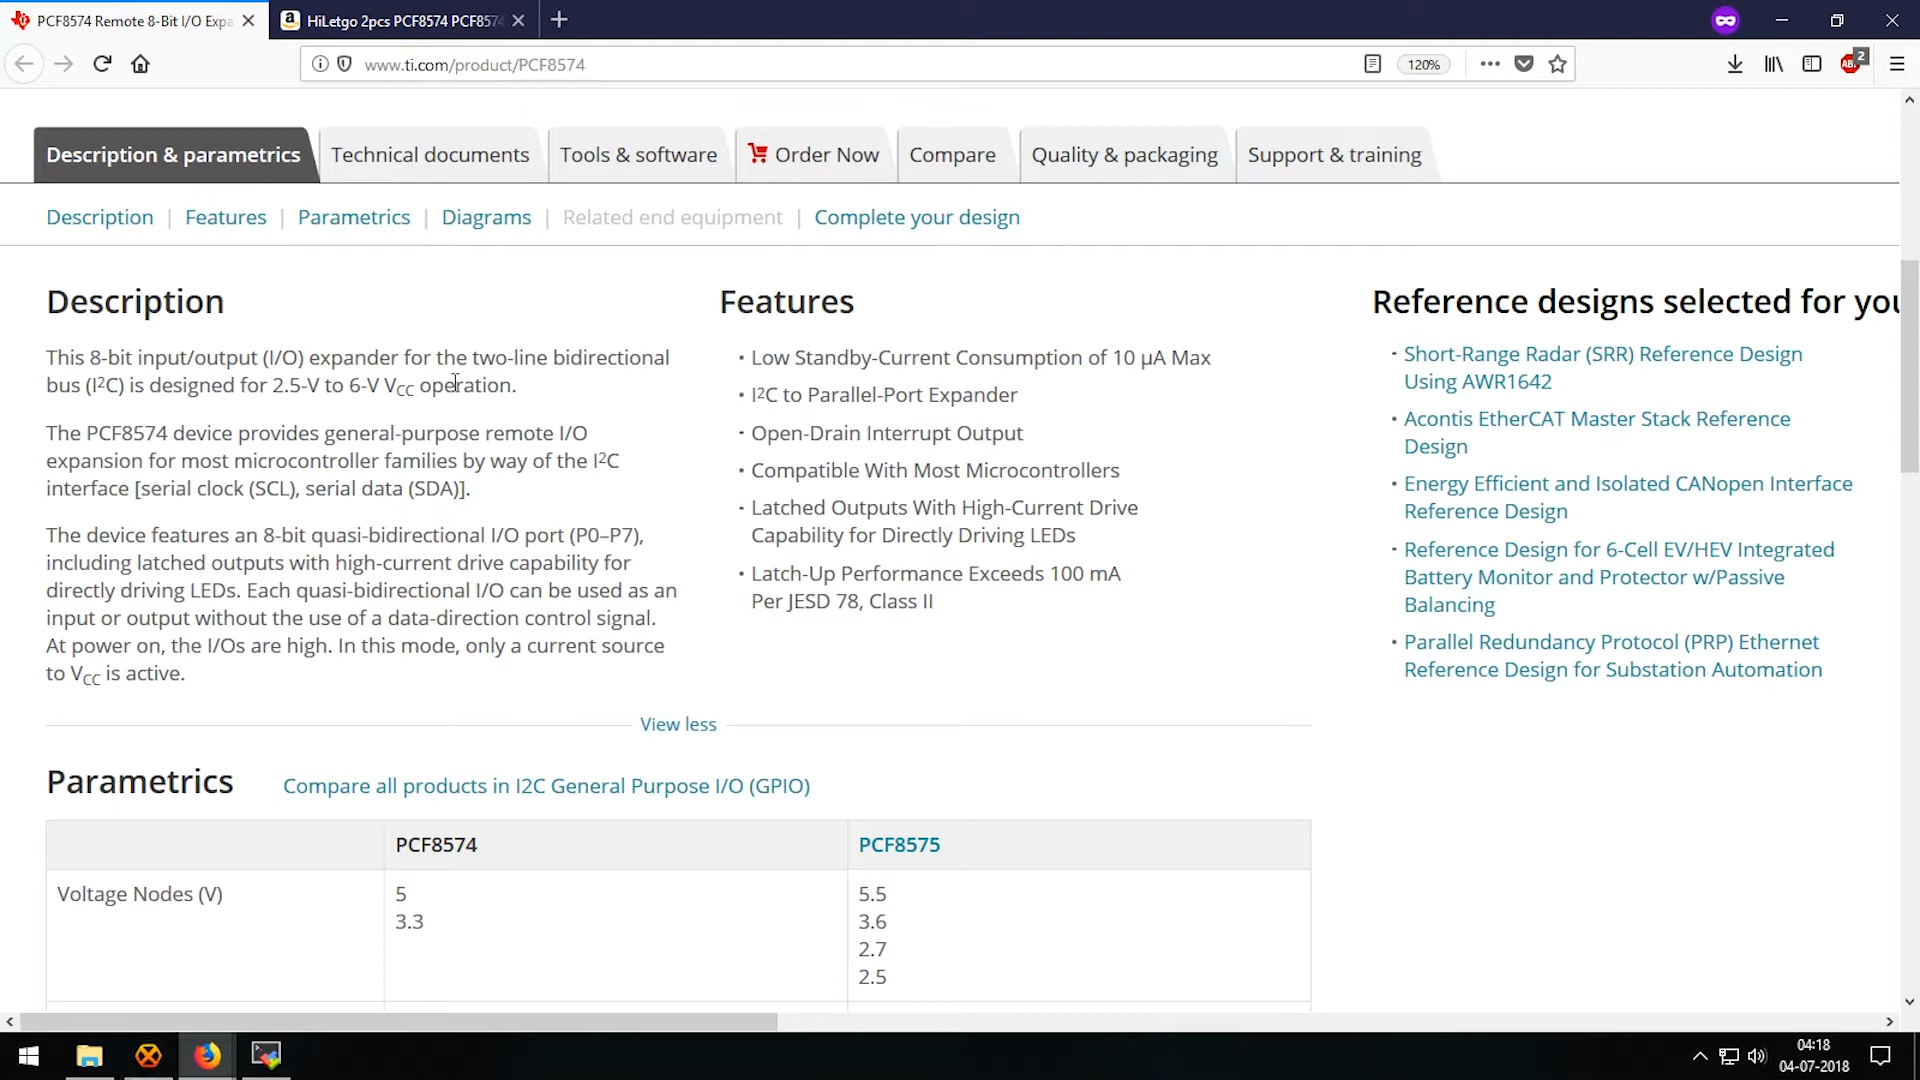 PCF8574 Remote 8-Bit I/O Expa
HiLetgo 2pcs PCF8574 PCF857
www.ti.com/product/PCF8574
120%
ABP
2
Description & parametrics
Technical documents
Tools & software
Order Now
Compare
Quality & packaging
Support & training
Description | Features | Parametrics | Diagrams | Related end equipment | Complete your design
Description
This 8-bit input/output (I/O) expander for the two-line bidirectional
bus (I²C) is designed for 2.5-V to 6-V VCC operation.
The PCF8574 device provides general-purpose remote I/O
expansion for most microcontroller families by way of the I²C
interface [serial clock (SCL), serial data (SDA)].
The device features an 8-bit quasi-bidirectional I/O port (P0–P7),
including latched outputs with high-current drive capability for
directly driving LEDs. Each quasi-bidirectional I/O can be used as an
input or output without the use of a data-direction control signal.
At power on, the I/Os are high. In this mode, only a current source
to VCC is active.
Features
· Low Standby-Current Consumption of 10 µA Max
· I²C to Parallel-Port Expander
· Open-Drain Interrupt Output
· Compatible With Most Microcontrollers
· Latched Outputs With High-Current Drive
Capability for Directly Driving LEDs
· Latch-Up Performance Exceeds 100 mA
Per JESD 78, Class II
Reference designs selected for you
· Short-Range Radar (SRR) Reference Design
Using AWR1642
· Acontis EtherCAT Master Stack Reference
Design
· Energy Efficient and Isolated CANopen Interface
Reference Design
· Reference Design for 6-Cell EV/HEV Integrated
Battery Monitor and Protector w/Passive
Balancing
· Parallel Redundancy Protocol (PRP) Ethernet
Reference Design for Substation Automation
View less
Parametrics
Compare all products in I2C General Purpose I/O (GPIO)
PCF8574
PCF8575
Voltage Nodes (V)
5
3.3
5.5
3.6
2.7
2.5
04:18
04-07-2018